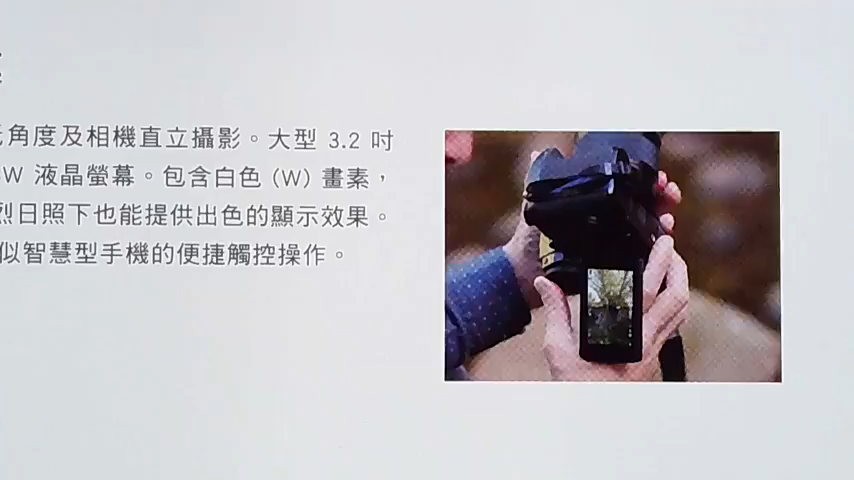 角度及相機直立攝影。大型 3.2 吋
W 液晶螢幕。包含白色 (W) 畫素，
烈日照下也能提供出色的顯示效果。
似智慧型手機的便捷觸控操作。